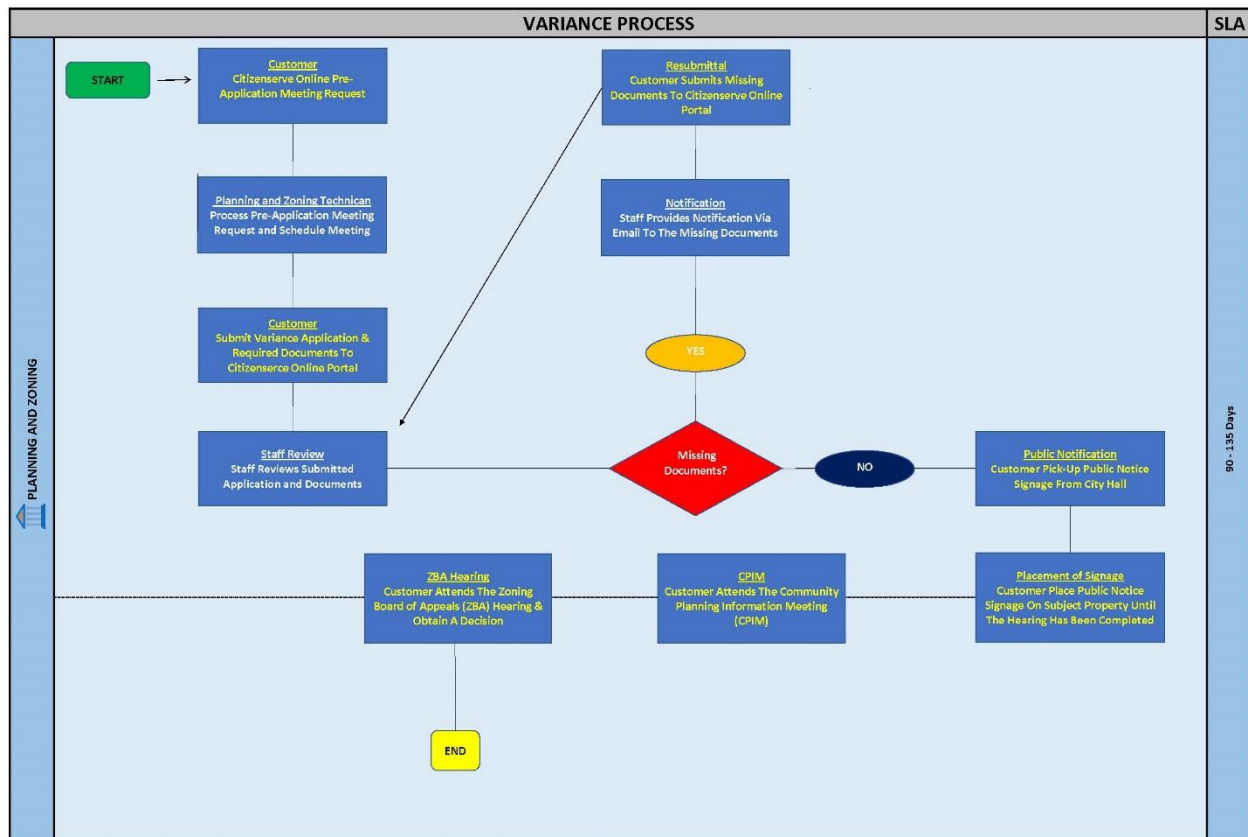 VARIANCE PROCESS
SLA
PLANNING AND ZONING
START
Customer
Citizenserve Online Pre-
Application Meeting Request
Planning and Zoning Technican
Process Pre-Application Meeting
Request and Schedule Meeting
Customer
Submit Variance Application &
Required Documents To
Citizenserce Online Portal
Staff Review
Staff Reviews Submitted
Application and Documents
Resubmittal
Customer Submits Missing
Documents To Citizenserve Online
Portal
Notification
Staff Provides Notification Via
Email To The Missing Documents
YES
Missing
Documents?
NO
Public Notification
Customer Pick-Up Public Notice
Signage From City Hall
Placement of Signage
Customer Place Public Notice
Signage On Subject Property Until
The Hearing Has Been Completed
CPIM
Customer Attends The Community
Planning Information Meeting
(CPIM)
ZBA Hearing
Customer Attends The Zoning
Board of Appeals (ZBA) Hearing &
Obtain A Decision
END
90 - 135 Days